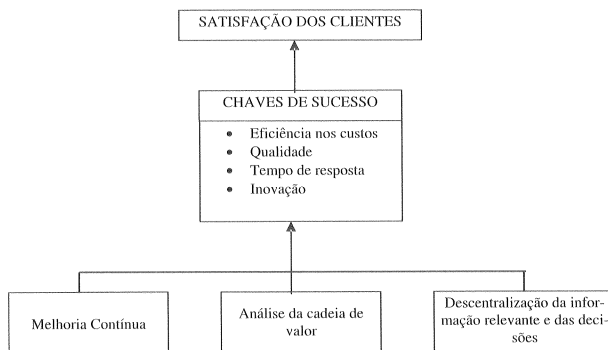 SATISFAÇÃO DOS CLIENTES
CHAVES DE SUCESSO
• Eficiência nos custos
• Qualidade
• Tempo de resposta
• Inovação
Melhoria Contínua
Análise da cadeia de
valor
Descentralização da infor-
mação relevante e das deci-
sões